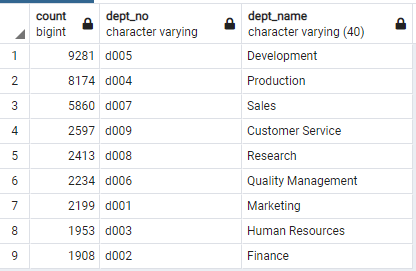 count dept_no dept_name
bigint character varying character varying (40)
1 9281 d005 Development
2 8174 d004 Production
3 5860 d007 Sales
4 2597 d009 Customer Service
5 2413 d008 Research
6 2234 d006 Quality Management
7 2199 d001 Marketing
8 1953 d003 Human Resources
9 1908 d002 Finance